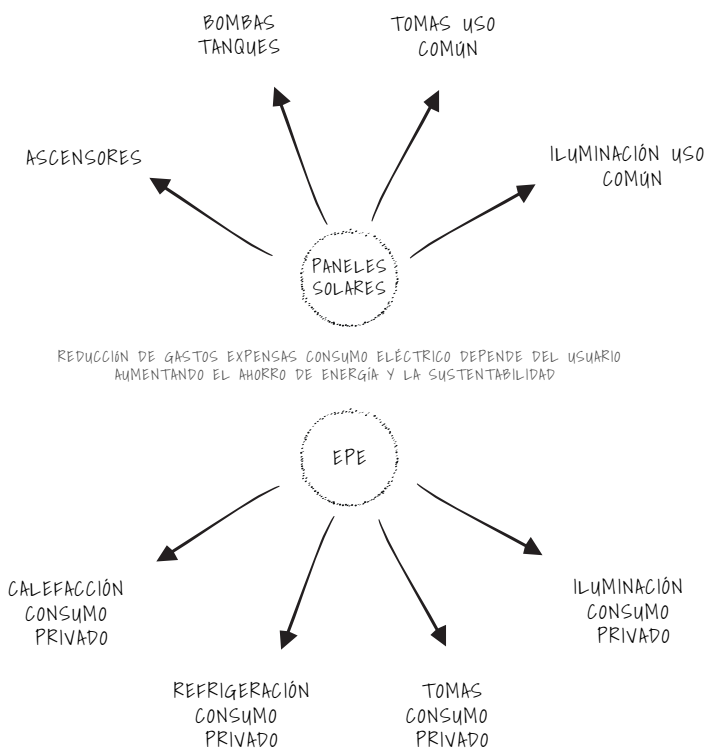 BOMBAS
TANQUES
TOMAS USO
COMÚN
ASCENSORES
ILUMINACIÓN USO
COMÚN
PANELES
SOLARES
REDUCCIÓN DE GASTOS EXPENSAS CONSUMO ELÉCTRICO DEPENDE DEL USUARIO
AUMENTANDO EL AHORRO DE ENERGÍA Y LA SUSTENTABILIDAD
EPE
CALEFACCIÓN
CONSUMO
PRIVADO
ILUMINACIÓN
CONSUMO
PRIVADO
REFRIGERACIÓN
CONSUMO
PRIVADO
TOMAS
CONSUMO
PRIVADO